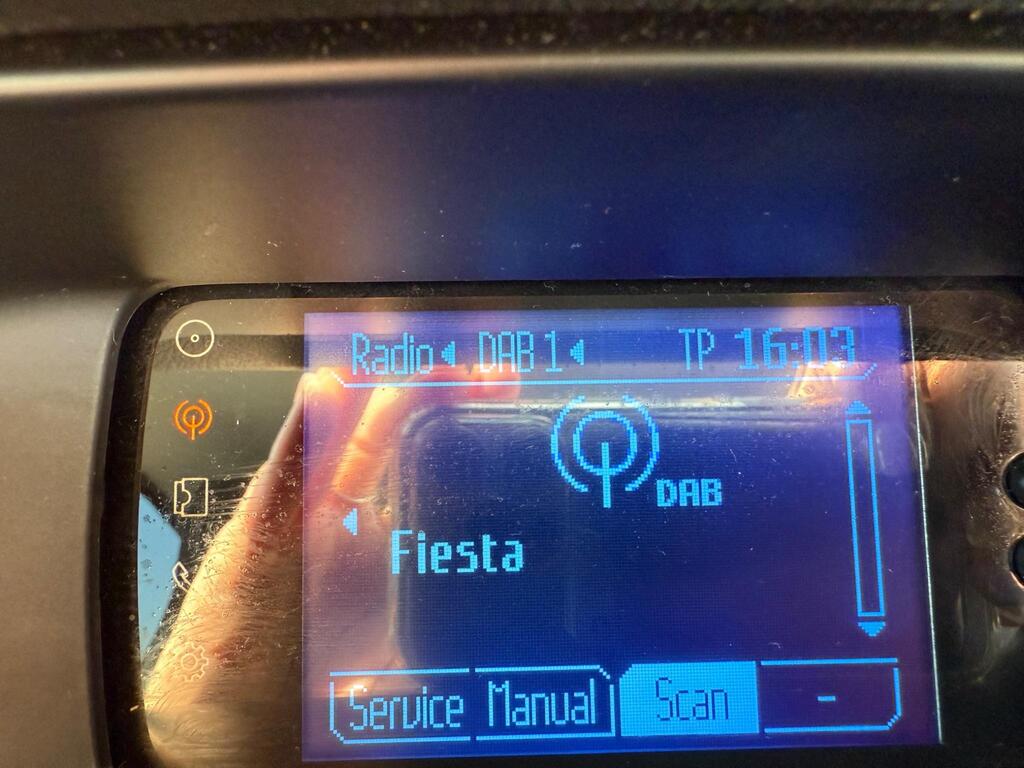 Radio DAB 1 TP 16:03
DAB
Fiesta
Service Manual Scan -